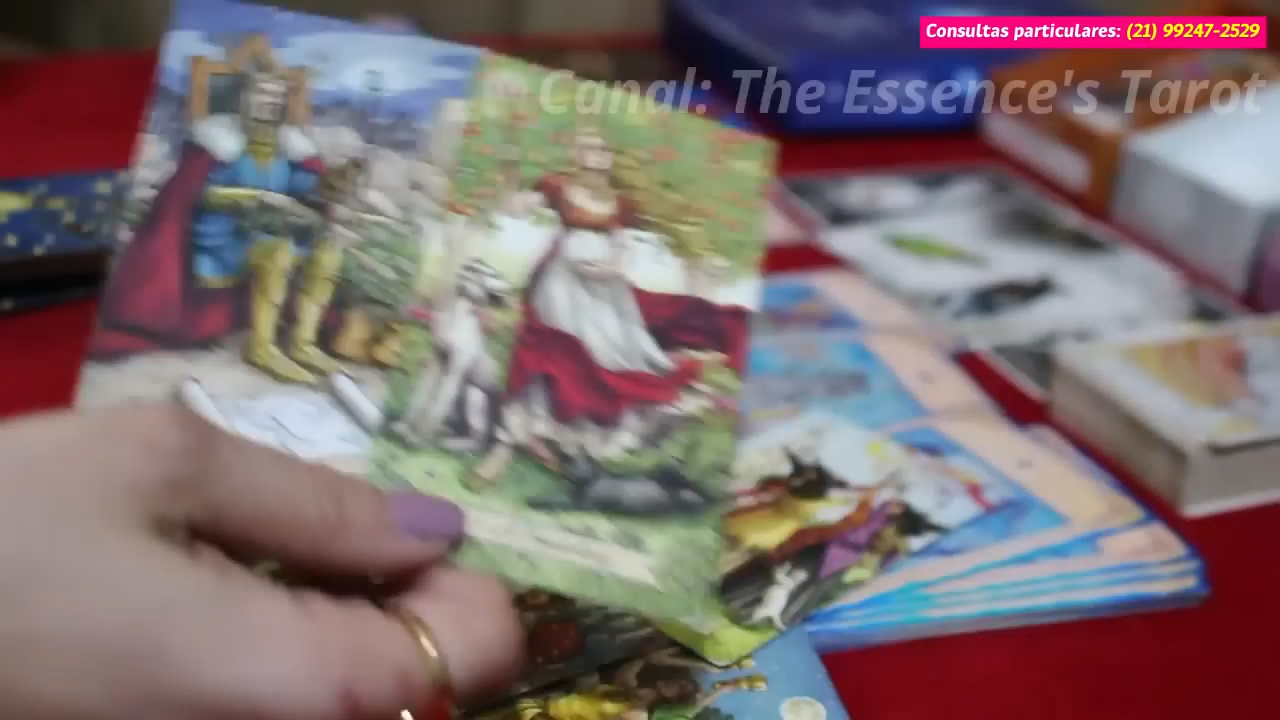 Consultas particulares: (21) 99247-2529
Canal: The Essence's Tarot